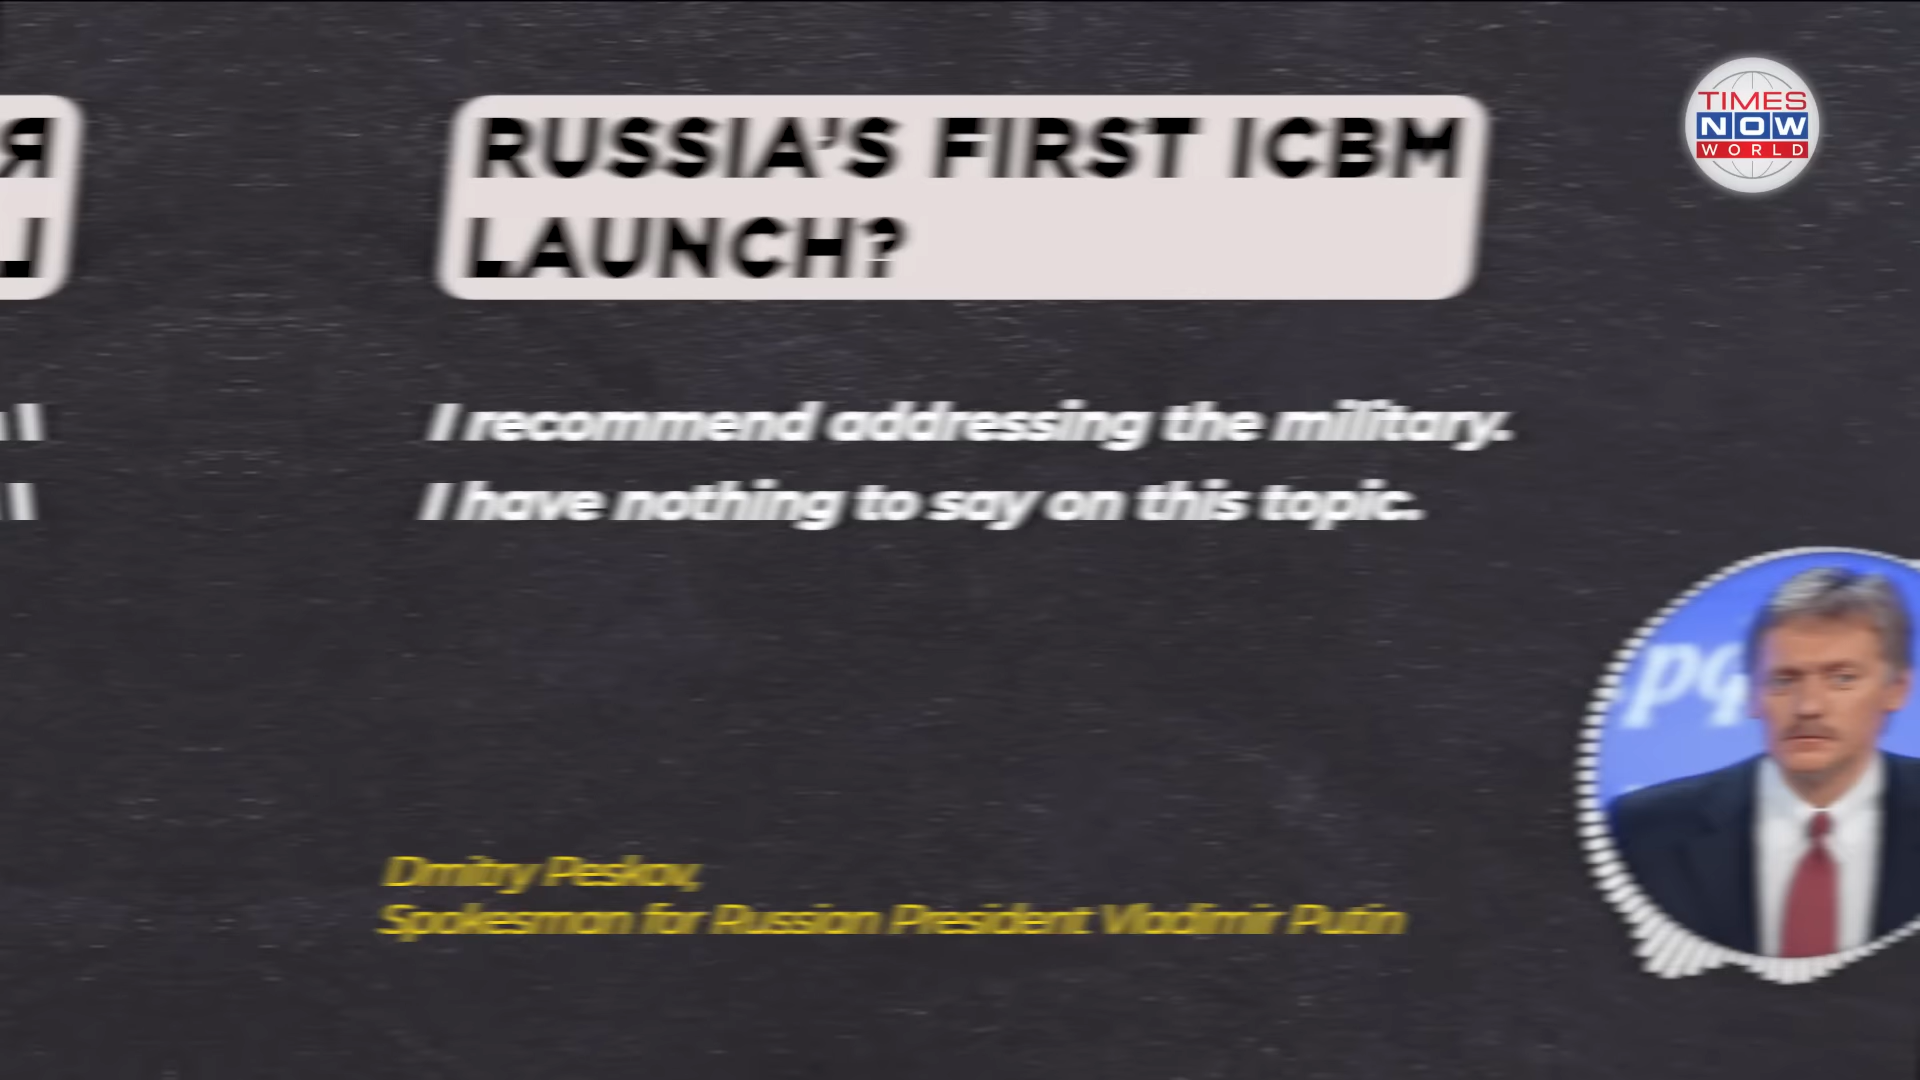 RUSSIA'S FIRST ICBM
LAUNCH?
TIMES
NOW
WORLD
I recommend addressing the military.
I have nothing to say on this topic.
Dmitry Peskov,
Spokesman for Russian President Vladimir Putin